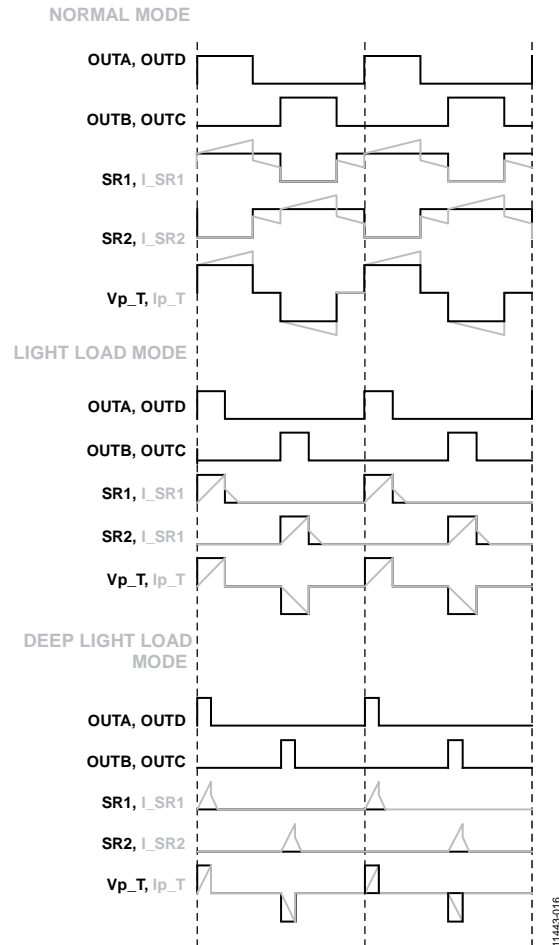 NORMAL MODE
OUTA, OUTD
OUTB, OUTC
SR1, I_SR1
SR2, I_SR2
Vp_T, Ip_T
LIGHT LOAD MODE
OUTA, OUTD
OUTB, OUTC
SR1, I_SR1
SR2, I_SR1
Vp_T, Ip_T
DEEP LIGHT LOAD
MODE
OUTA, OUTD
OUTB, OUTC
SR1, I_SR1
SR2, I_SR2
Vp_T, Ip_T
11443-016